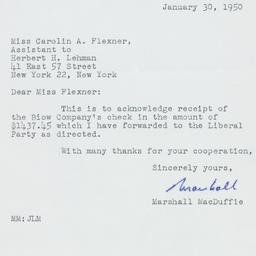 January 30, 1950
Miss Carolin A. Flexner,
Assistant to
Herbert H. Lehman
41 East 57 Street
New York 22, New York
Dear Miss Flexner:
This is to acknowledge receipt of
the Biow Company's check in the amount of
$1437.45 which I have forwarded to the Liberal
Party as directed.
With many thanks for your cooperation,
Sincerely yours,
Marshall
Marshall MacDuffie
MM:JLM